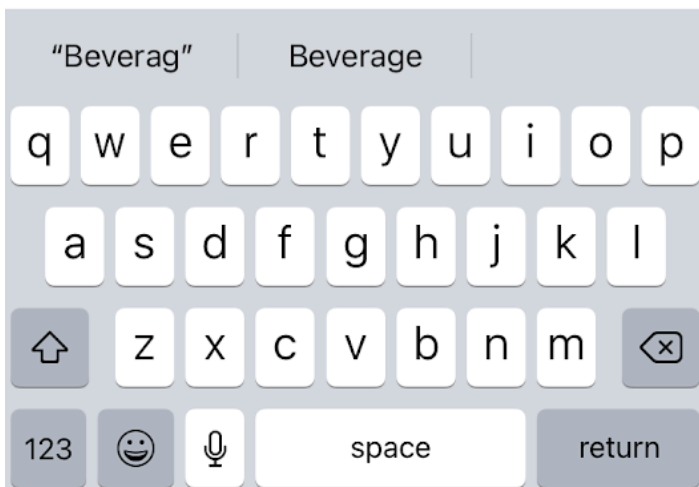 “Beverag” Beverage
q w e r t y u i o p
a s d f g h j k l
z x c v b n m
123 space return